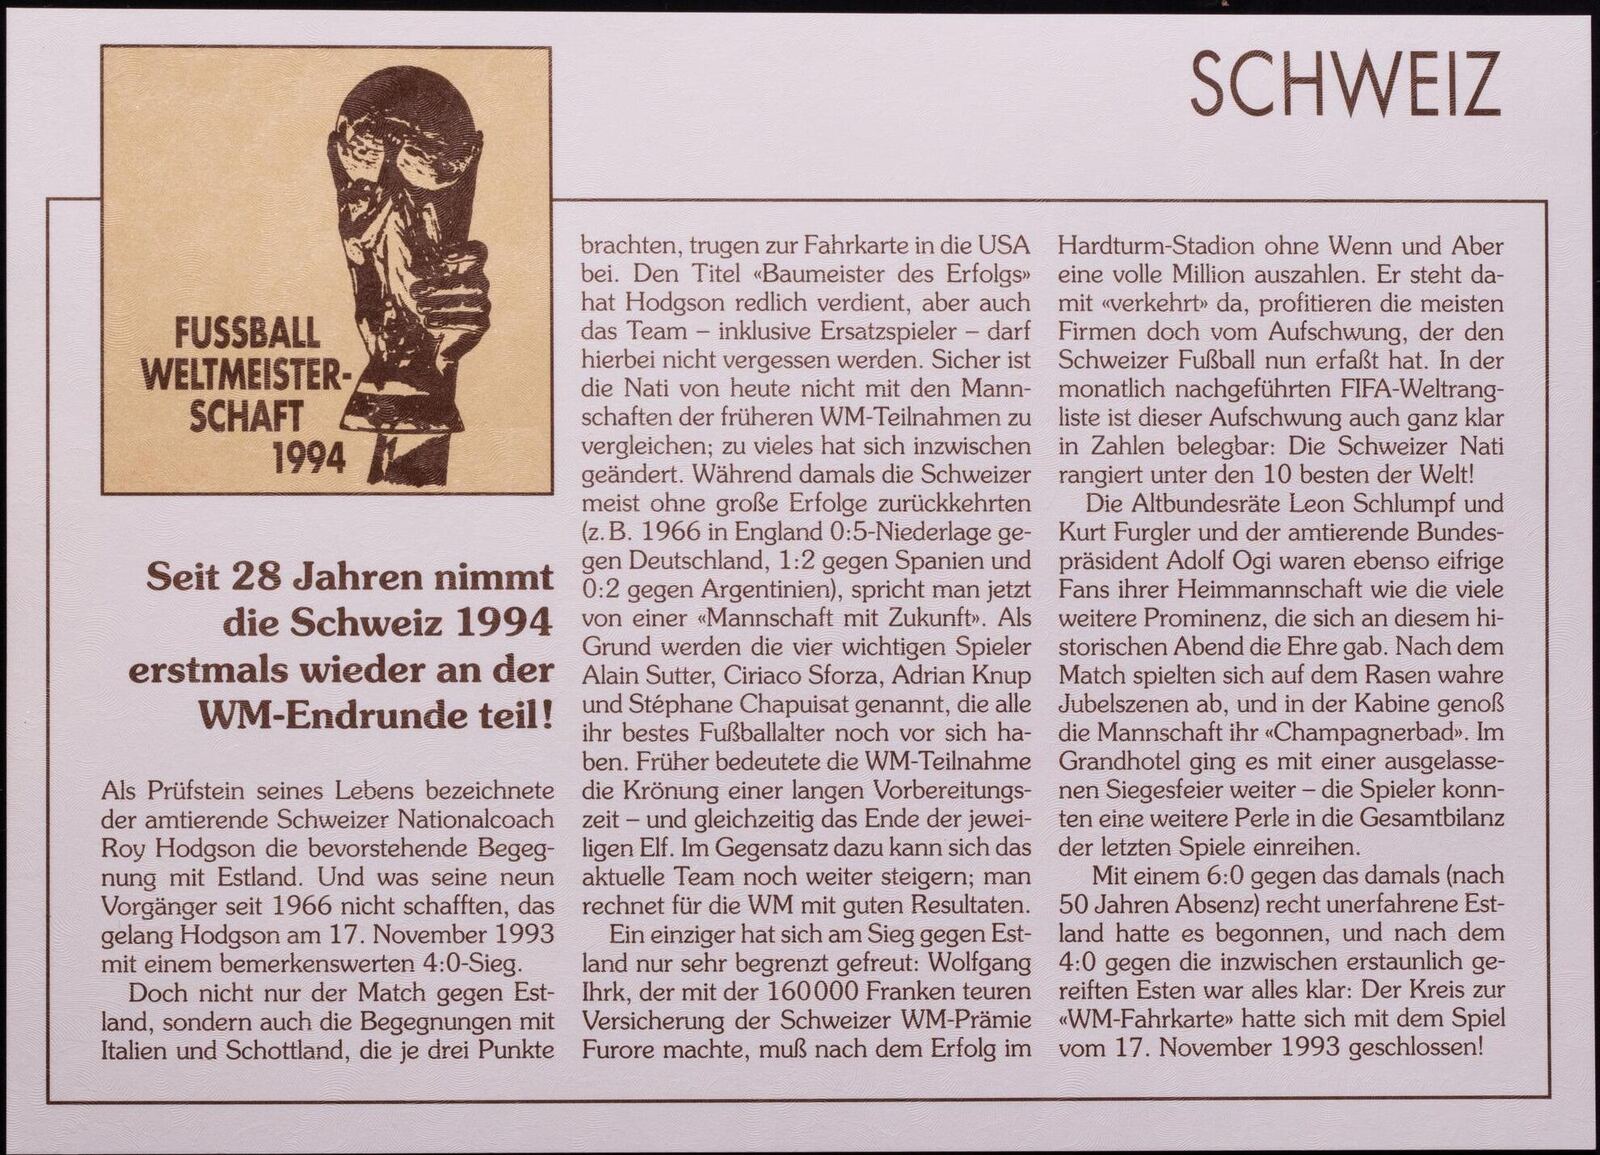 SCHWEIZ
FUSSBALL
WELTMEISTER-
SCHAFT
1994
Seit 28 Jahren nimmt
die Schweiz 1994
erstmals wieder an der
WM-Endrunde teil!
Als Prüfstein seines Lebens bezeichnete
der amtierende Schweizer Nationalcoach
Roy Hodgson die bevorstehende Begeg-
nung mit Estland. Und was seine neun
Vorgänger seit 1966 nicht schafften, das
gelang Hodgson am 17. November 1993
mit einem bemerkenswerten 4:0-Sieg.
Doch nicht nur der Match gegen Est-
land, sondern auch die Begegnungen mit
Italien und Schottland, die je drei Punkte
brachten, trugen zur Fahrkarte in die USA
bei. Den Titel «Baumeister des Erfolgs»
hat Hodgson redlich verdient, aber auch
das Team – inklusive Ersatzspieler – darf
hierbei nicht vergessen werden. Sicher ist
die Nati von heute nicht mit den Mann-
schaften der früheren WM-Teilnahmen zu
vergleichen; zu vieles hat sich inzwischen
geändert. Während damals die Schweizer
meist ohne große Erfolge zurückkehrten
(z. B. 1966 in England 0:5-Niederlage ge-
gen Deutschland, 1:2 gegen Spanien und
0:2 gegen Argentinien), spricht man jetzt
von einer «Mannschaft mit Zukunft». Als
Grund werden die vier wichtigen Spieler
Alain Sutter, Ciriaco Sforza, Adrian Knup
und Stéphane Chapuisat genannt, die alle
ihr bestes Fußballalter noch vor sich ha-
ben. Früher bedeutete die WM-Teilnahme
die Krönung einer langen Vorbereitungs-
zeit – und gleichzeitig das Ende der jewei-
ligen Elf. Im Gegensatz dazu kann sich das
aktuelle Team noch weiter steigern; man
rechnet für die WM mit guten Resultaten.
Ein einziger hat sich am Sieg gegen Est-
land nur sehr begrenzt gefreut: Wolfgang
Ihrk, der mit der 160 000 Franken teuren
Versicherung der Schweizer WM-Prämie
Furore machte, muß nach dem Erfolg im
Hardturm-Stadion ohne Wenn und Aber
eine volle Million auszahlen. Er steht da-
mit «verkehrt» da, profitieren die meisten
Firmen doch vom Aufschwung, der den
Schweizer Fußball nun erfaßt hat. In der
monatlich nachgeführten FIFA-Weltrang-
liste ist dieser Aufschwung auch ganz klar
in Zahlen belegbar: Die Schweizer Nati
rangiert unter den 10 besten der Welt!
Die Altbundesräte Leon Schlumpf und
Kurt Furgler und der amtierende Bundes-
präsident Adolf Ogi waren ebenso eifrige
Fans ihrer Heimmannschaft wie die viele
weitere Prominenz, die sich an diesem hi-
storischen Abend die Ehre gab. Nach dem
Match spielten sich auf dem Rasen wahre
Jubelszenen ab, und in der Kabine genoß
die Mannschaft ihr «Champagnerbad». Im
Grandhotel ging es mit einer ausgelasse-
nen Siegesfeier weiter – die Spieler konn-
ten eine weitere Perle in die Gesamtbilanz
der letzten Spiele einreihen.
Mit einem 6:0 gegen das damals (nach
50 Jahren Absenz) recht unerfahrene Est-
land hatte es begonnen, und nach dem
4:0 gegen die inzwischen erstaunlich ge-
reiften Esten war alles klar: Der Kreis zur
«WM-Fahrkarte» hatte sich mit dem Spiel
vom 17. November 1993 geschlossen!